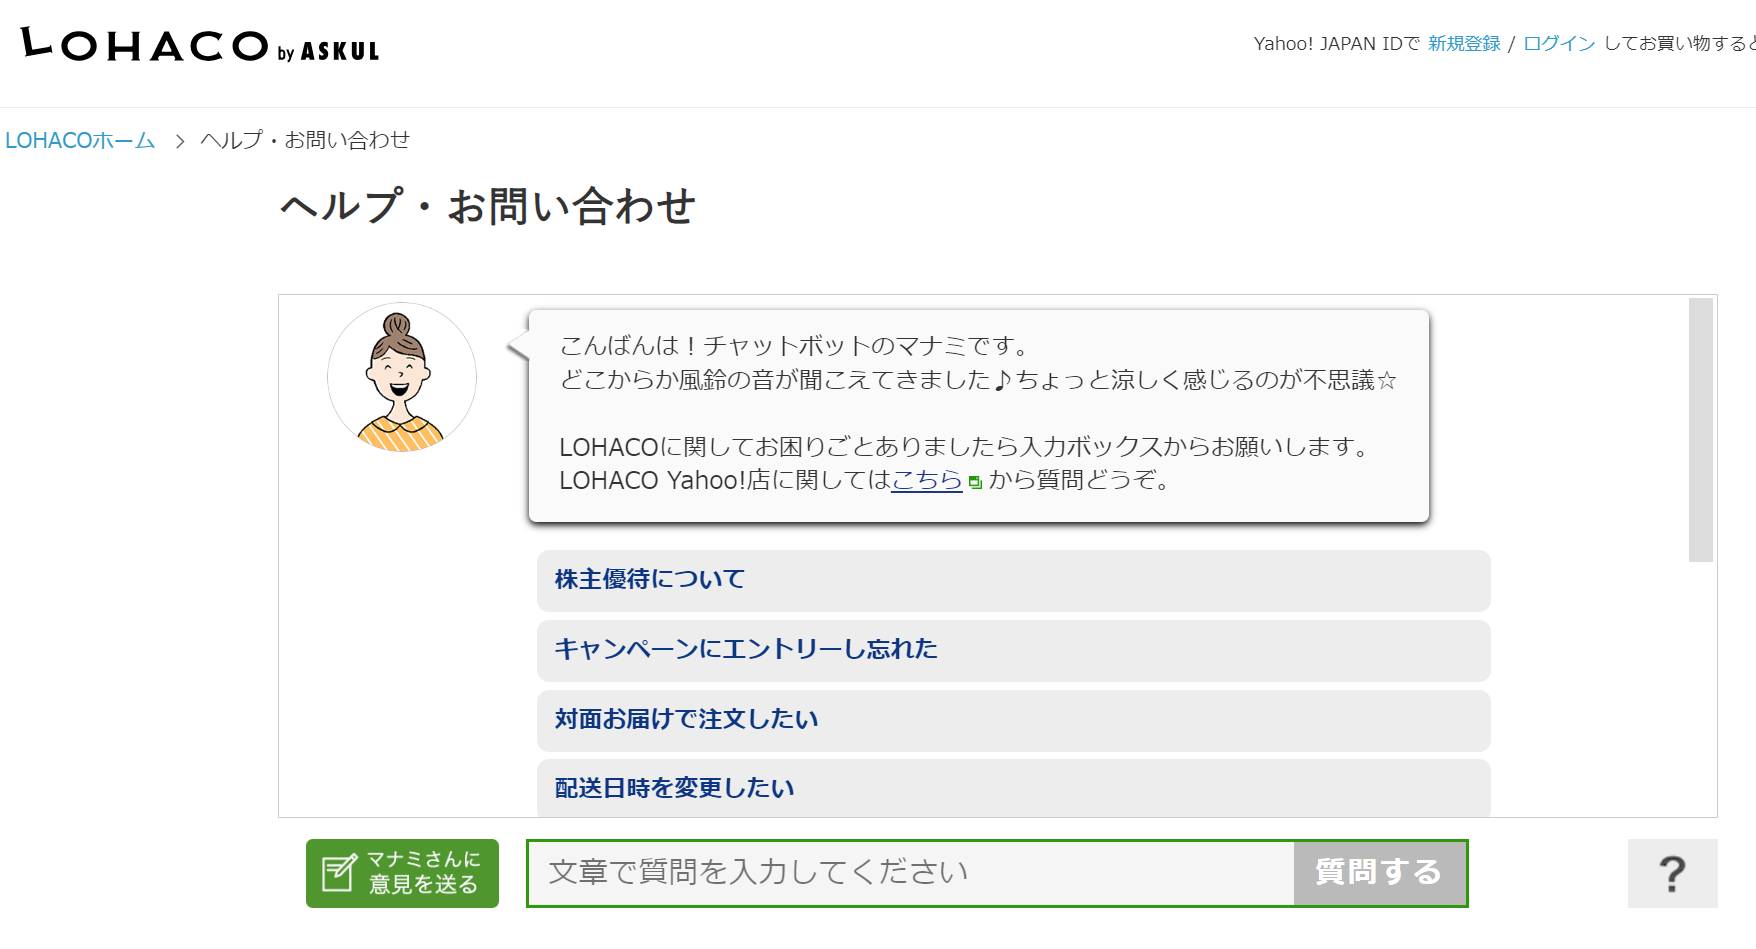 LOHACO by ASKUL
Yahoo! JAPAN IDで 新規登録 / ログイン してお買い物すると
LOHACOホーム > ヘルプ・お問い合わせ
ヘルプ・お問い合わせ
こんばんは！チャットボットのマナミです。
どこからか風鈴の音が聞こえてきました♪ちょっと涼しく感じるのが不思議☆
LOHACOに関してお困りごとありましたら入力ボックスからお願いします。
LOHACO Yahoo!店に関してはこちら から質問どうぞ。
株主優待について
キャンペーンにエントリーし忘れた
対面お届けで注文したい
配送日時を変更したい
マナミさんに
意見を送る
文章で質問を入力してください
質問する
?